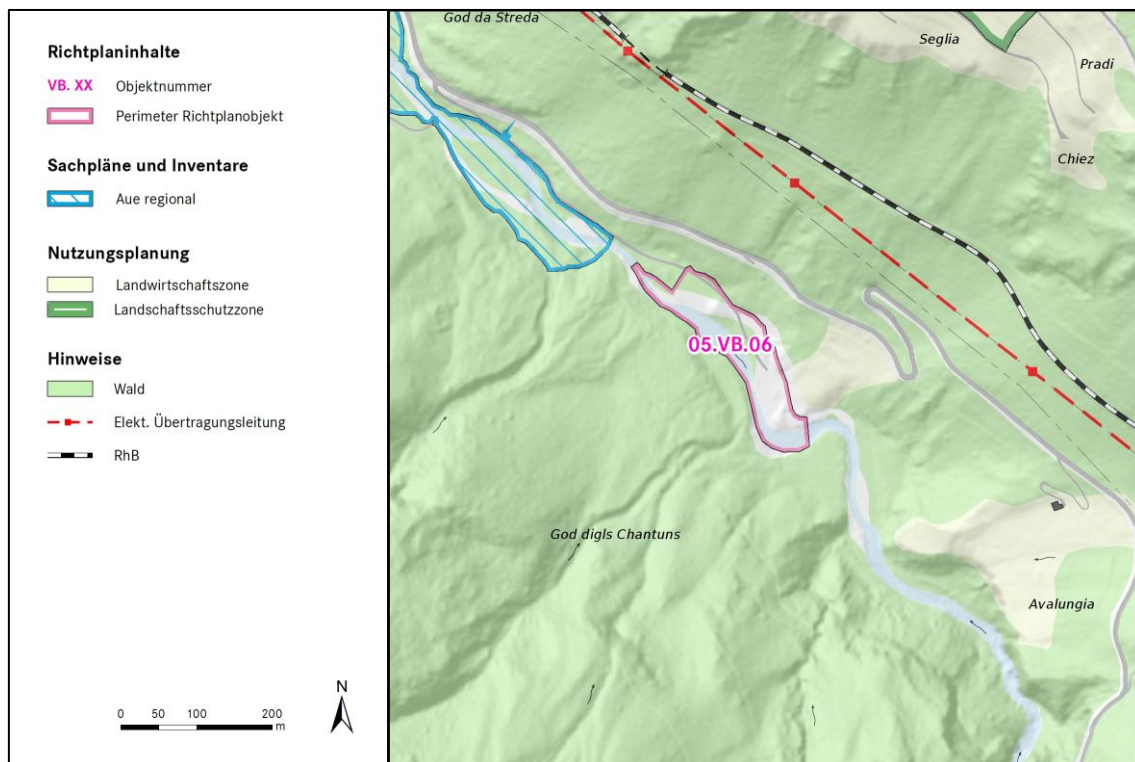 Richtplaninhalte
VB. XX Objektnummer
Perimeter Richtplanobjekt
Sachpläne und Inventare
Aue regional
Nutzungsplanung
Landwirtschaftszone
Landschaftsschutzzone
Hinweise
Wald
Elekt. Übertragungsleitung
RhB
0 50 100 200
m
N
God da Streda
Seglia
Pradi
Chiez
05.VB.06
God digls Chantuns
Avalungia